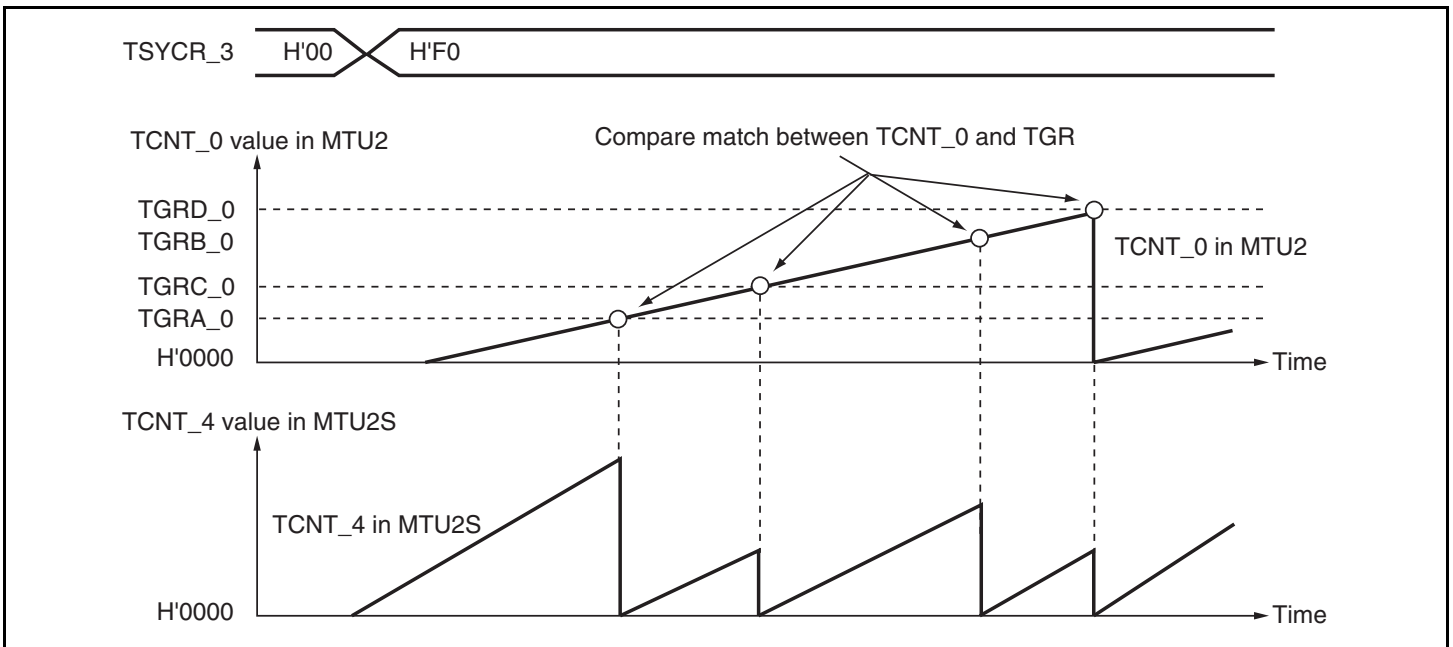 TSYCR_3 H'00 H'F0
TCNT_0 value in MTU2
Compare match between TCNT_0 and TGR
TGRD_0
TGRB_0
TCNT_0 in MTU2
TGRC_0
TGRA_0
H'0000
Time
TCNT_4 value in MTU2S
TCNT_4 in MTU2S
H'0000
Time